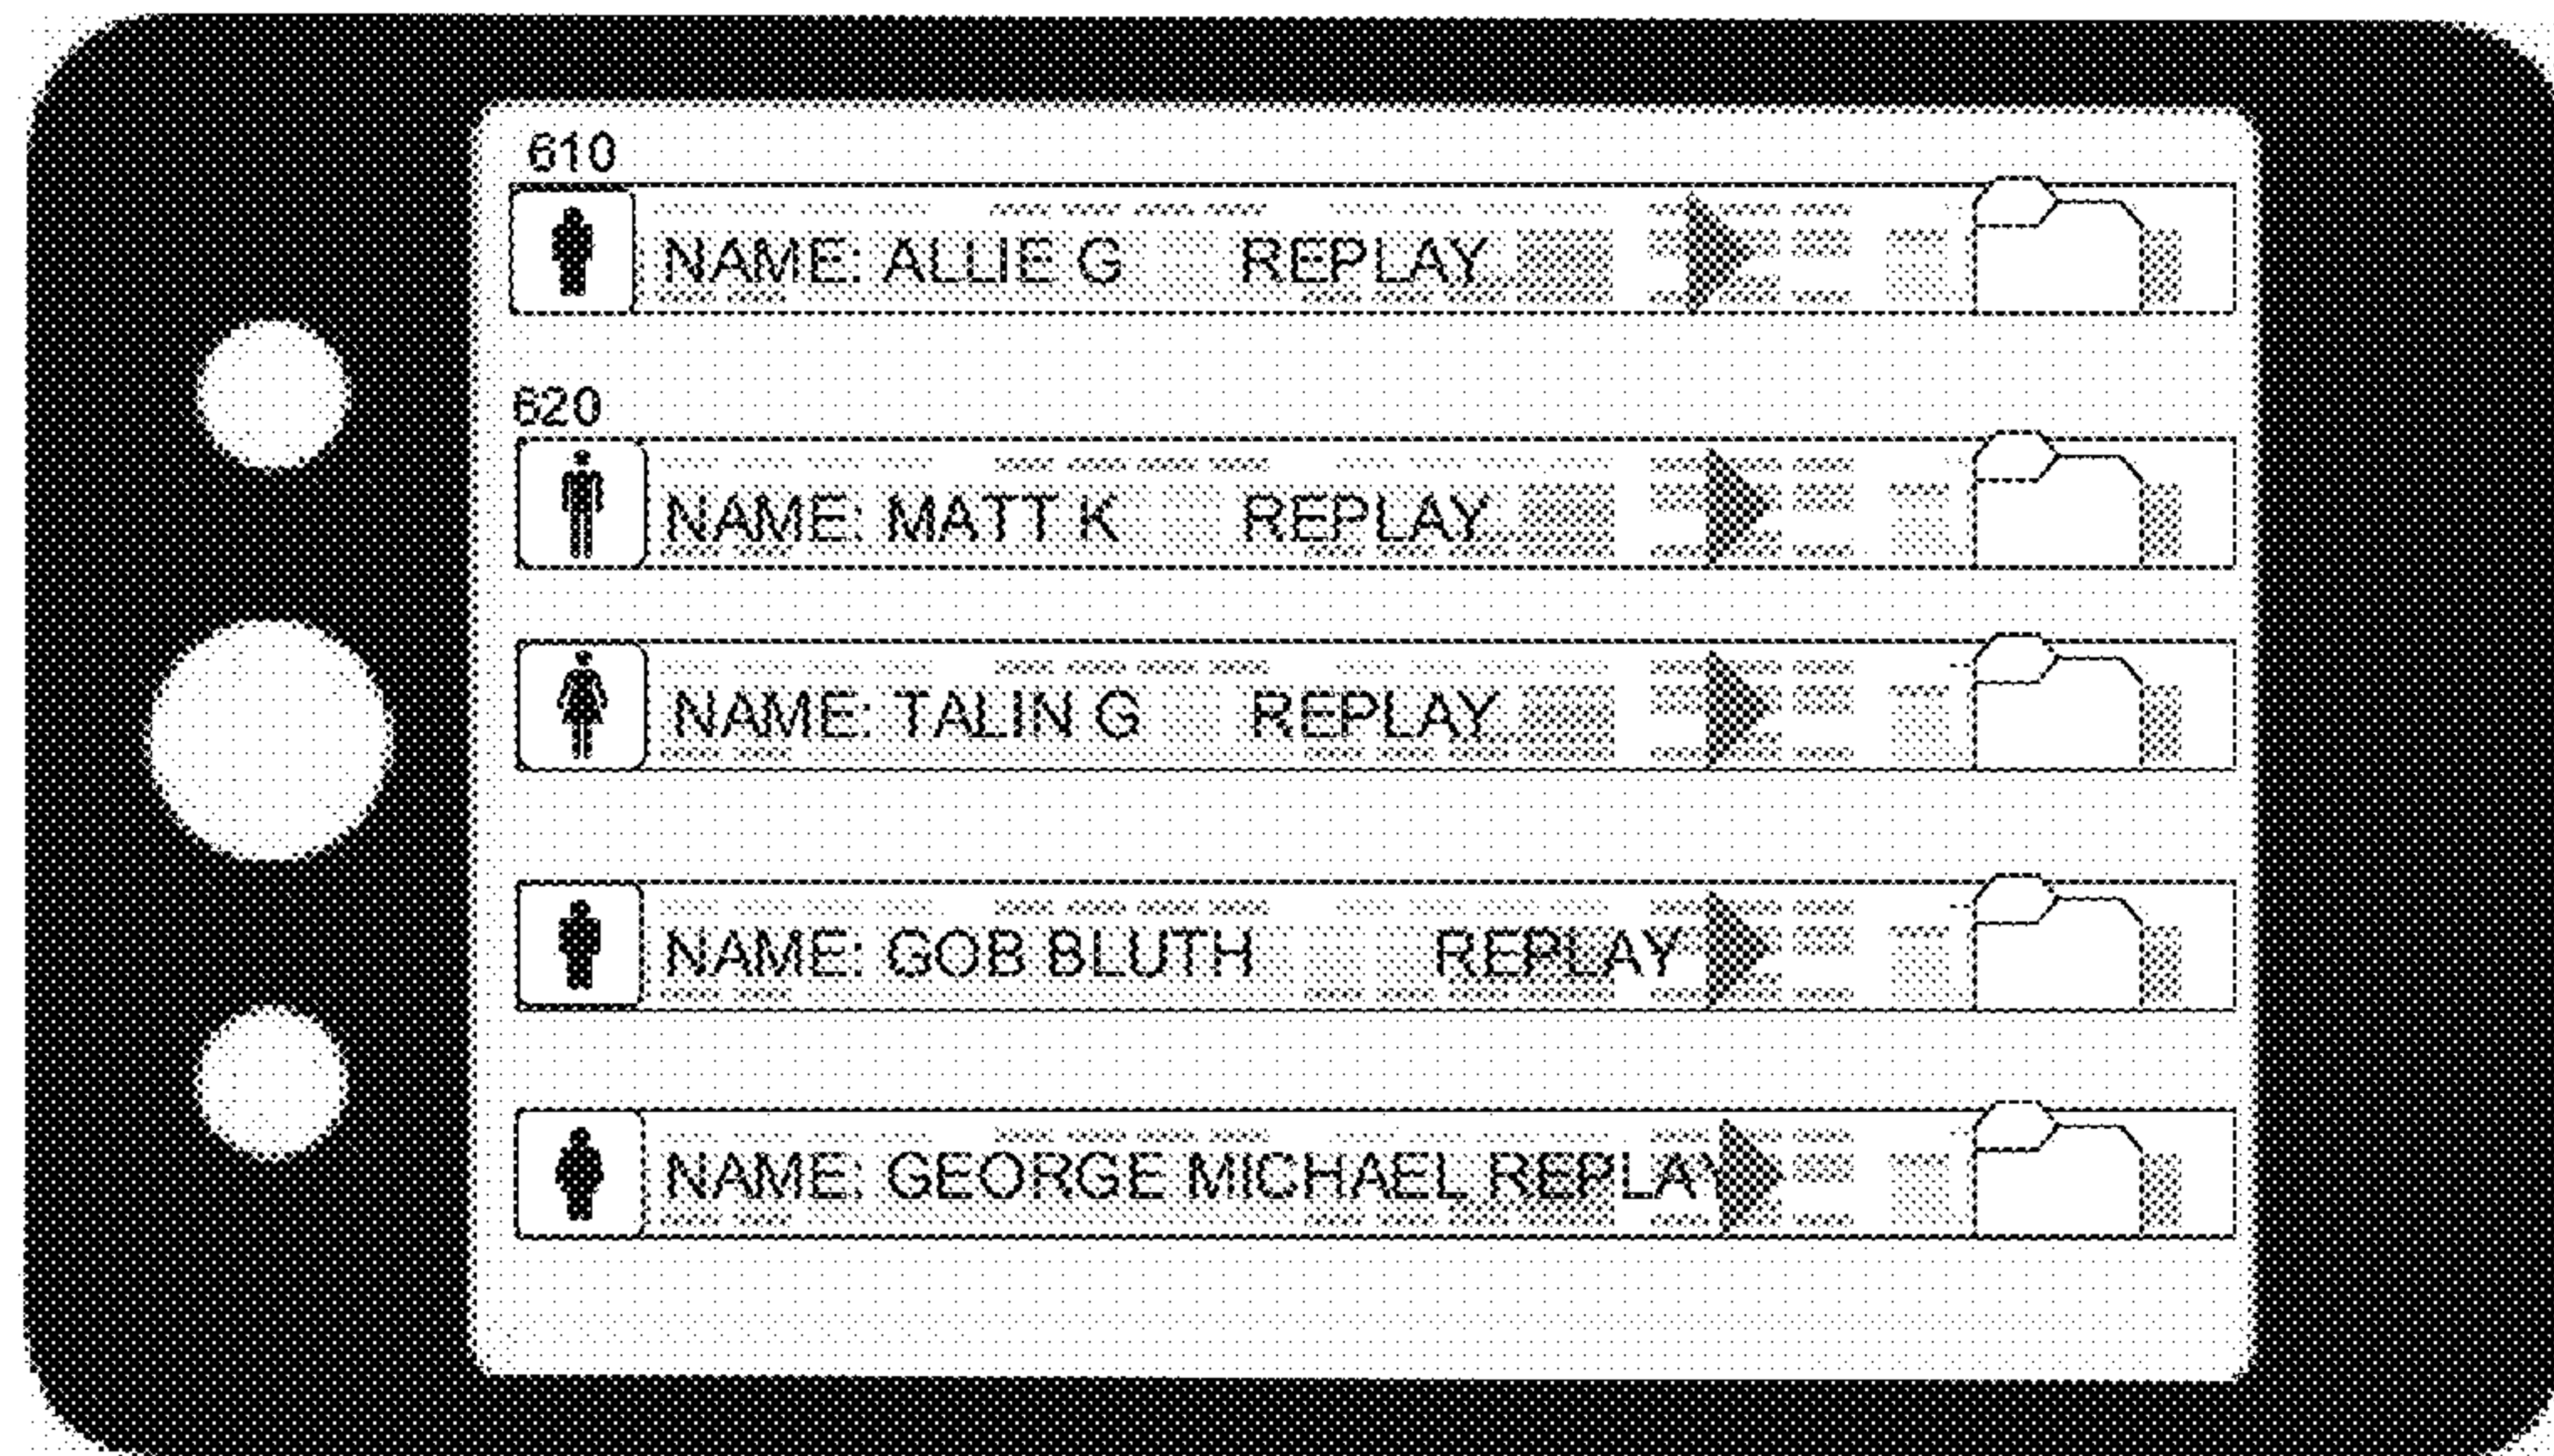 610
NAME: ALLIE G REPLAY
620
NAME: MATT K REPLAY
NAME: TALIN G REPLAY
NAME: GOB BLUTH REPLAY
NAME: GEORGE MICHAEL REPLAY